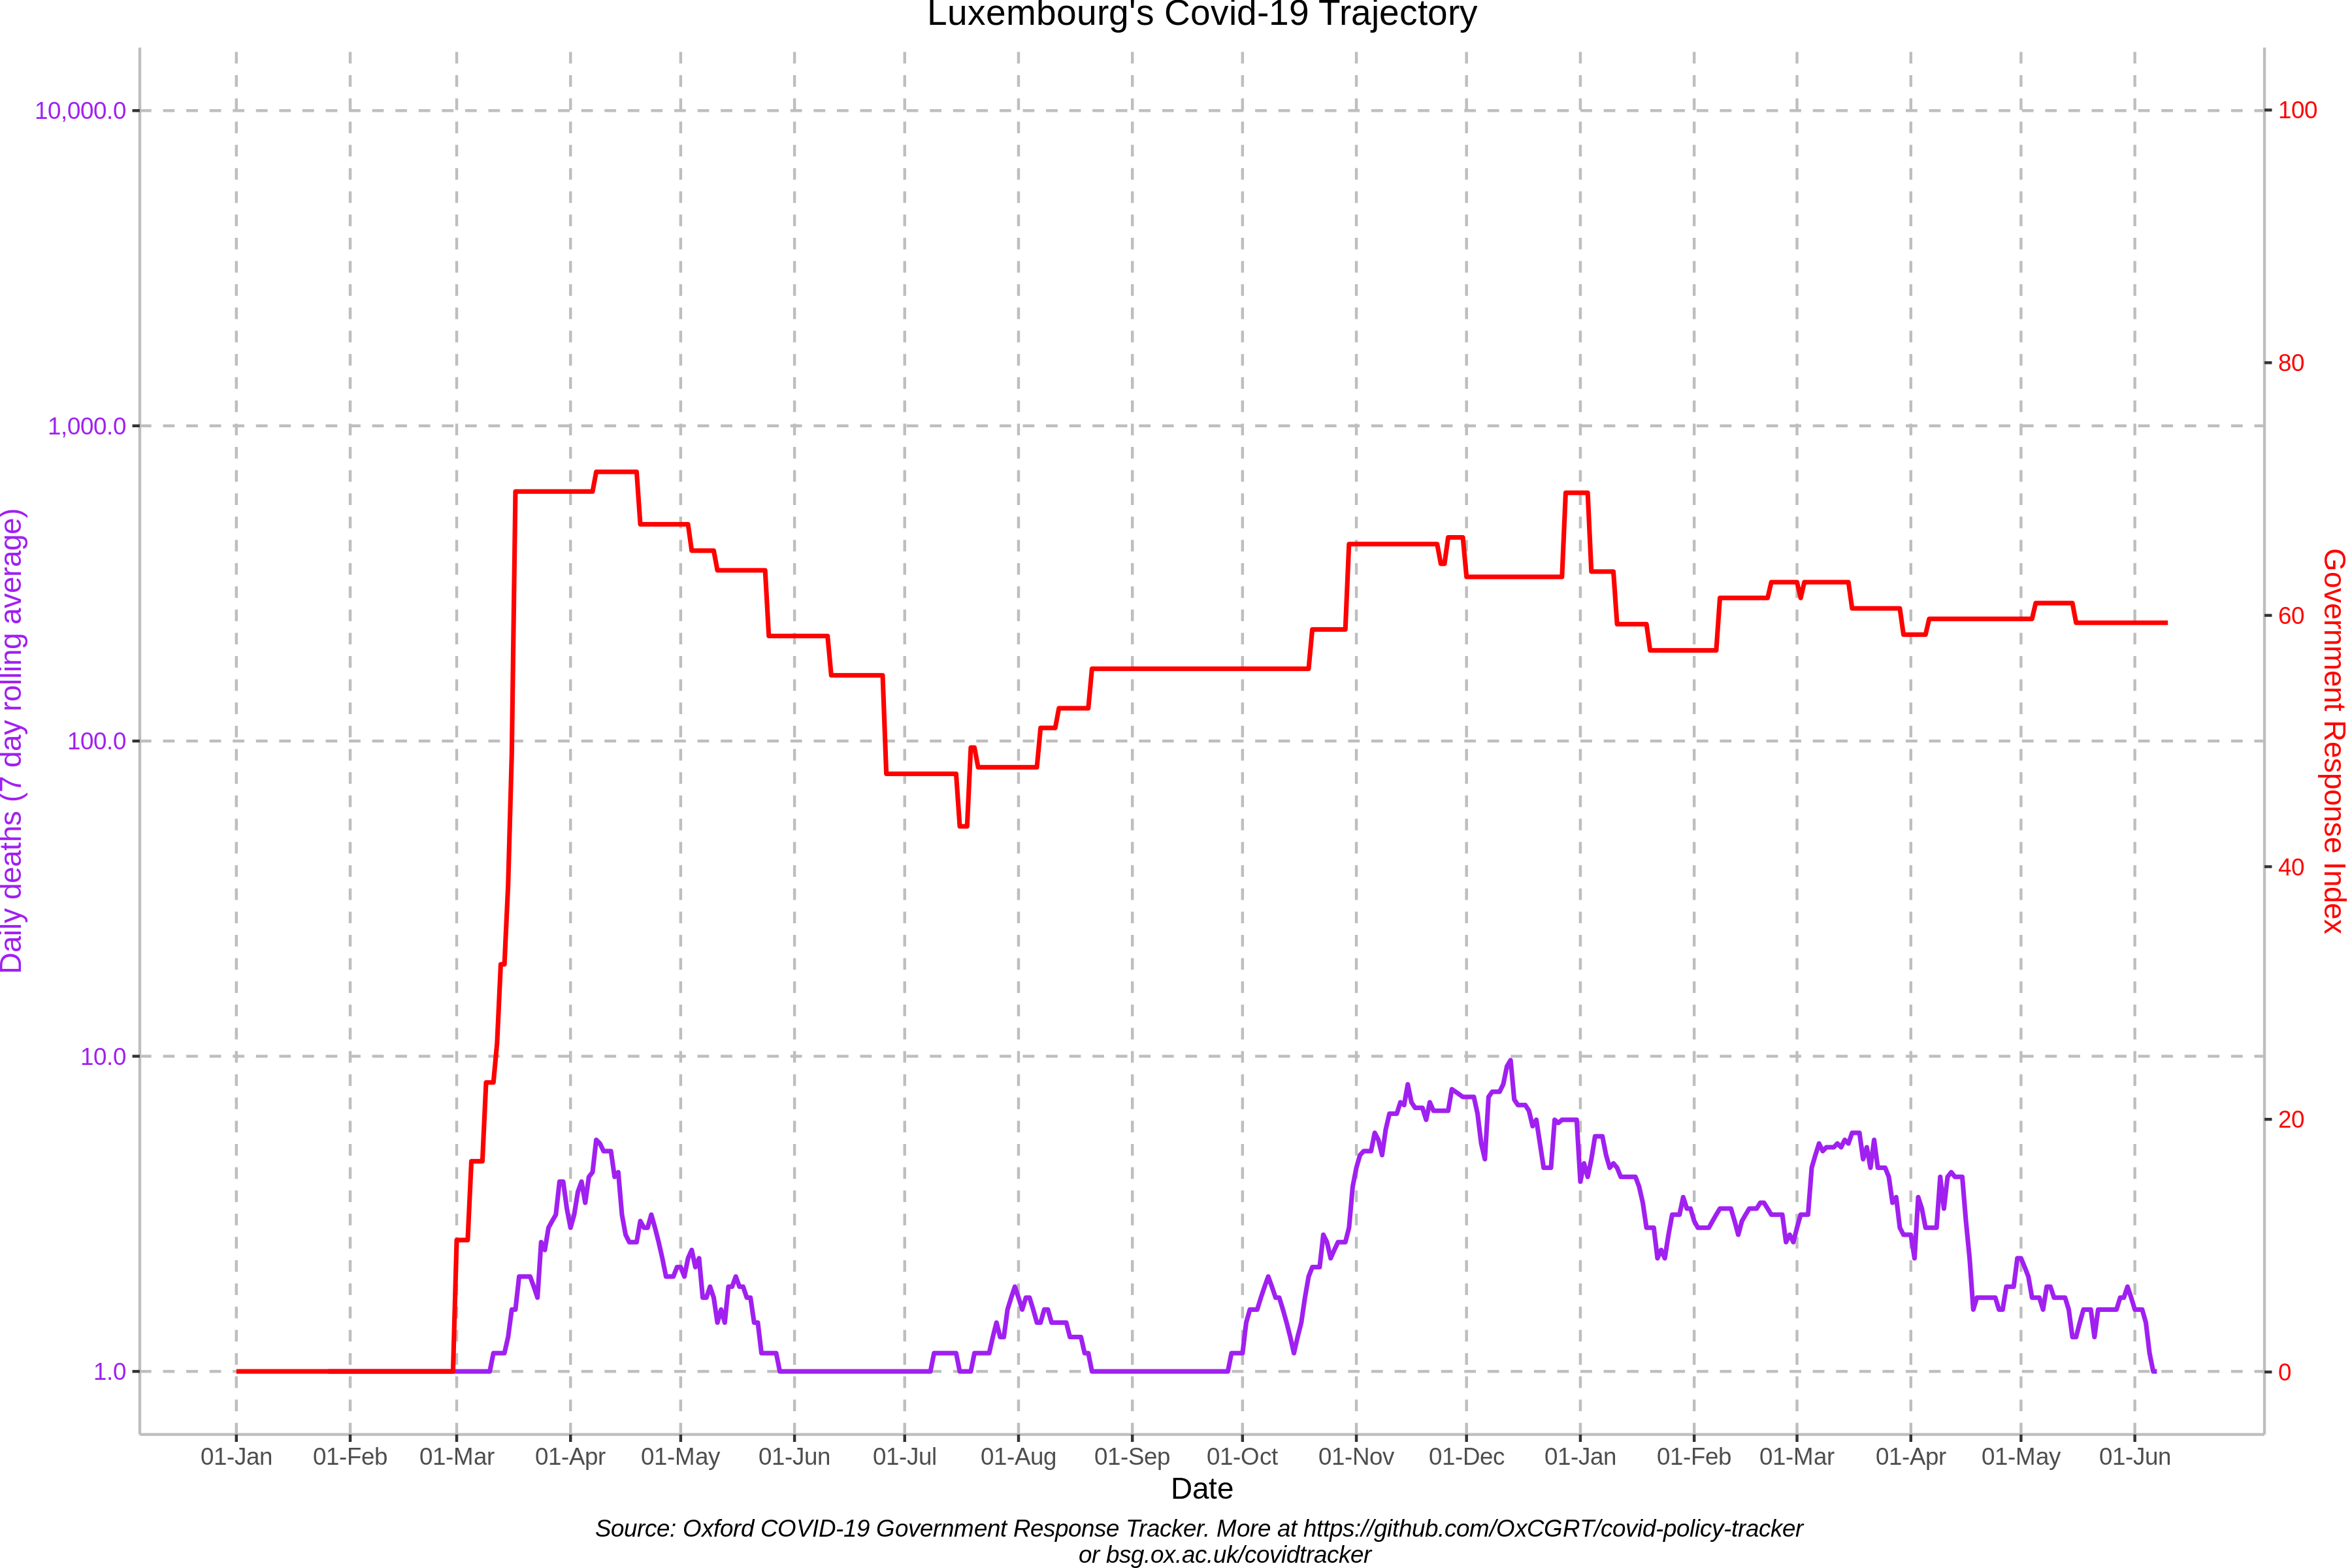 Luxembourg's Covid-19 Trajectory
10,000.0
1,000.0
100.0
10.0
1.0
Daily deaths (7 day rolling average)
100
80
60
40
20
0
Government Response Index
01-Jan 01-Feb 01-Mar 01-Apr 01-May 01-Jun 01-Jul 01-Aug 01-Sep 01-Oct 01-Nov 01-Dec 01-Jan 01-Feb 01-Mar 01-Apr 01-May 01-Jun
Date
Source: Oxford COVID-19 Government Response Tracker. More at https://github.com/OxCGRT/covid-policy-tracker
or bsg.ox.ac.uk/covidtracker